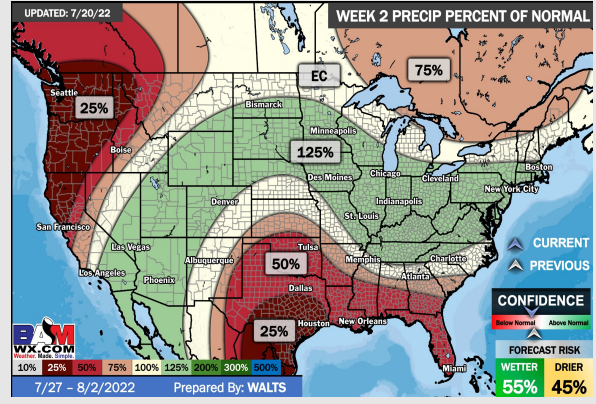 UPDATED: 7/20/22
WEEK 2 PRECIP PERCENT OF NORMAL
EC
75%
Seattle
25%
Bismarck
Minneapolis
Boise
125%
Boston
Des Moines
Chicago
Cleveland
New York City
Denver
Indianapolis
St. Louis
San Francisco
Las Vegas
Tulsa
CURRENT
Albuquerque
Memphis
Charlotte
PREVIOUS
Los Angeles
Phoenix
50%
Atlanta
Dallas
CONFIDENCE
Below Normal
Above Normal
25%
Houston
New Orleans
BAM
WX.COM
Weather. Made. Simple.
FORECAST RISK
Miami
WETTER
DRIER
10% 25% 50% 75% 100% 125% 200% 300% 500%
55%
45%
7/27 – 8/2/2022
Prepared By: WALTS